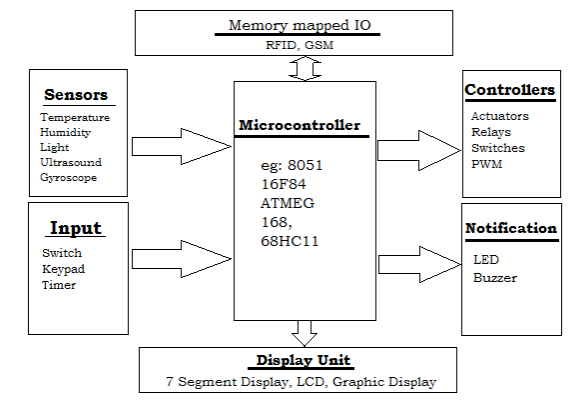 Memory mapped IO
RFID, GSM
Sensors
Temperature
Humidity
Light
Ultrasound
Gyroscope
Input
Switch
Keypad
Timer
Microcontroller
eg: 8051
16F84
ATMEG
168,
68HC11
Controllers
Actuators
Relays
Switches
PWM
Notification
LED
Buzzer
Display Unit
7 Segment Display, LCD, Graphic Display